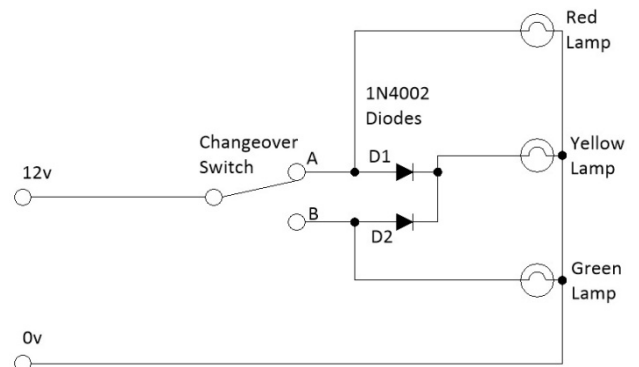 Red
Lamp
1N4002
Diodes
Changeover
Switch
A
D1
Yellow
Lamp
12v
B
D2
Green
Lamp
0v